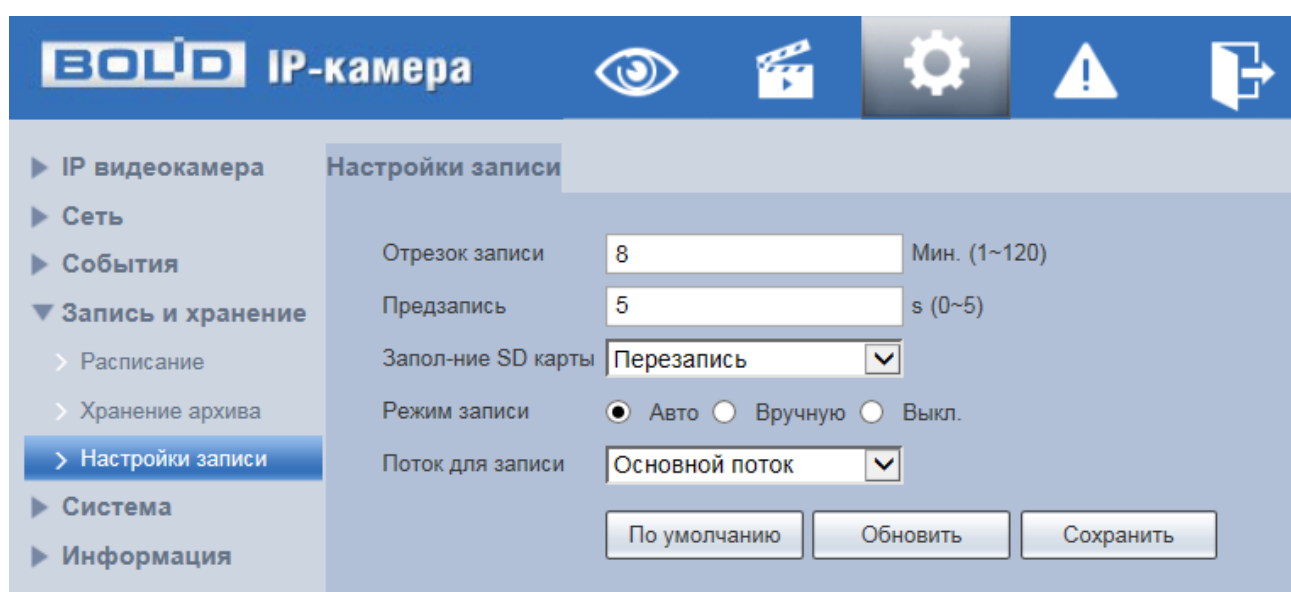 BOLID IP-камера
IP видеокамера
Сеть
События
Запись и хранение
Расписание
Хранение архива
Настройки записи
Система
Информация
Настройки записи
Отрезок записи 8 Мин. (1~120)
Предзапись 5 s (0~5)
Запол-ние SD карты Перезапись
Режим записи Авто Вручную Выкл.
Поток для записи Основной поток
По умолчанию Обновить Сохранить